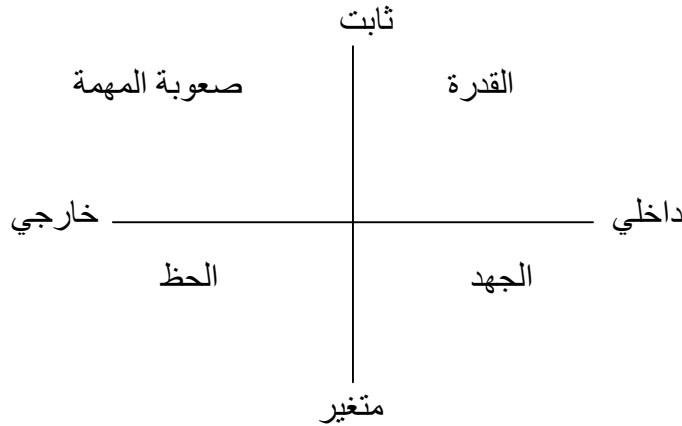 ثابت
القدرة
صعوبة المهمة
داخلي
خارجي
الجهد
الحظ
متغير